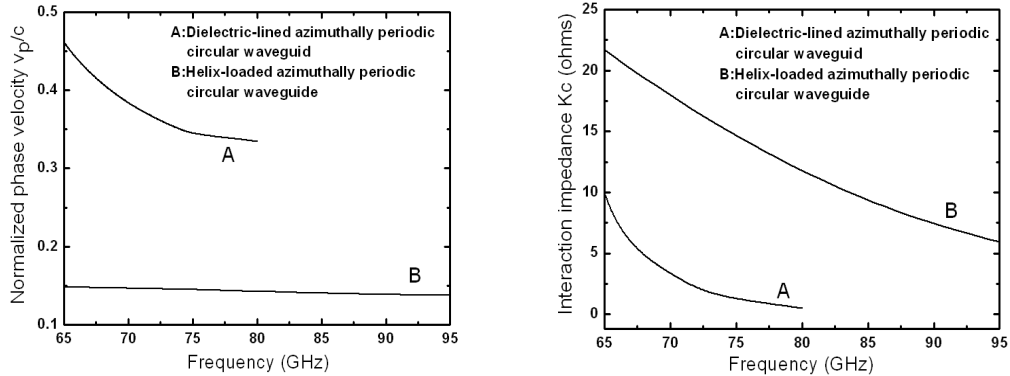 Normalized phase velocity vp/c
0.5
0.4
0.3
0.2
0.1
A:Dielectric-lined azimuthally periodic
circular waveguid
B:Helix-loaded azimuthally periodic
circular waveguide
A
B
65 70 75 80 85 90 95
Frequency (GHz)
Interaction impedance Kc (ohms)
25
20
15
10
5
0
A:Dielectric-lined azimuthally periodic
circular waveguid
B:Helix-loaded azimuthally periodic
circular waveguide
B
A
65 70 75 80 85 90 95
Frequency (GHz)